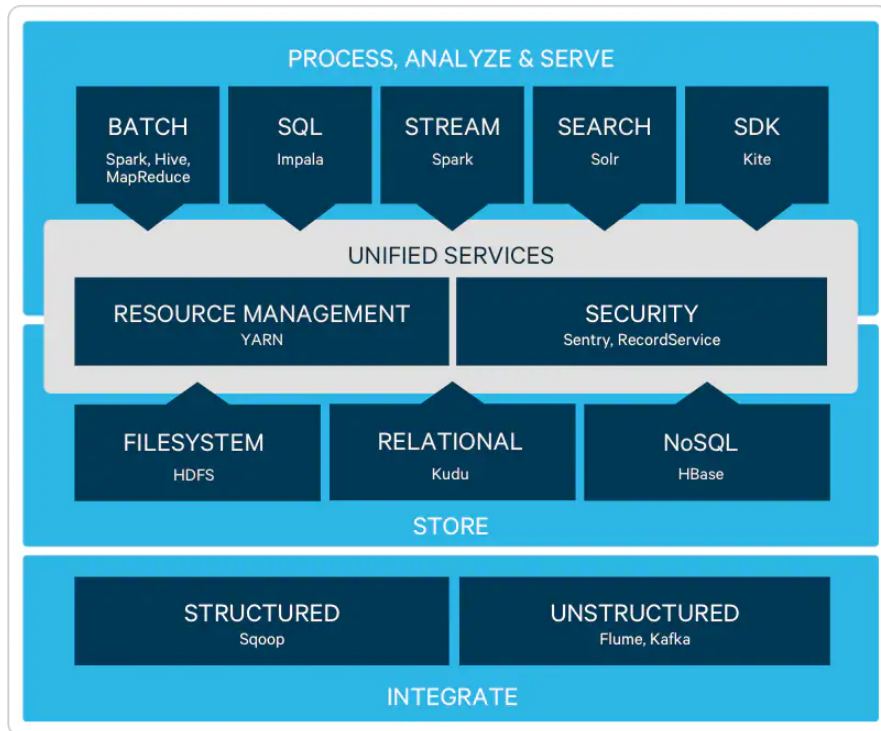 PROCESS, ANALYZE & SERVE
BATCH
Spark, Hive,
MapReduce
SQL
Impala
STREAM
Spark
SEARCH
Solr
SDK
Kite
UNIFIED SERVICES
RESOURCE MANAGEMENT
YARN
SECURITY
Sentry, RecordService
FILESYSTEM
HDFS
RELATIONAL
Kudu
NoSQL
HBase
STORE
STRUCTURED
Sqoop
UNSTRUCTURED
Flume, Kafka
INTEGRATE